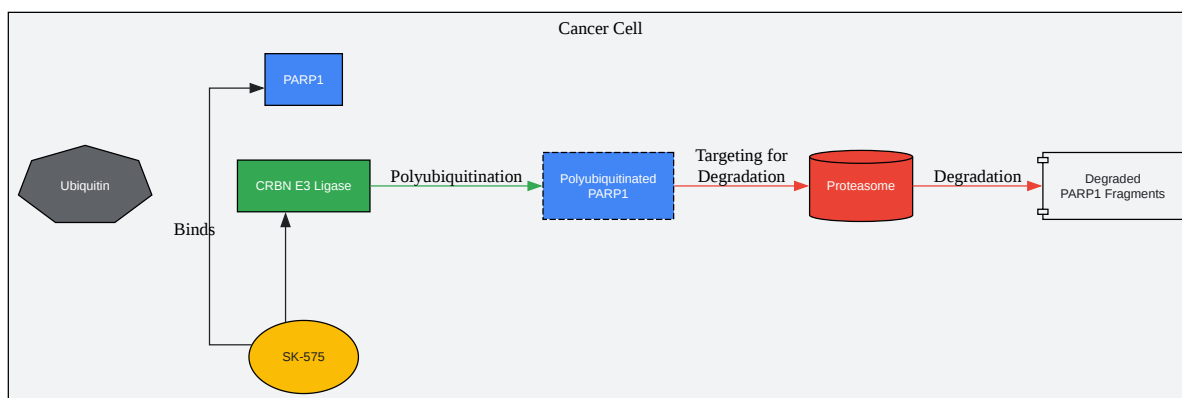 Cancer Cell
PARP1
Ubiquitin
CRBN E3 Ligase
Polyubiquitination
Polyubiquitinated
PARP1
Targeting for
Degradation
Proteasome
Degradation
Degraded
PARP1 Fragments
Binds
SK-575